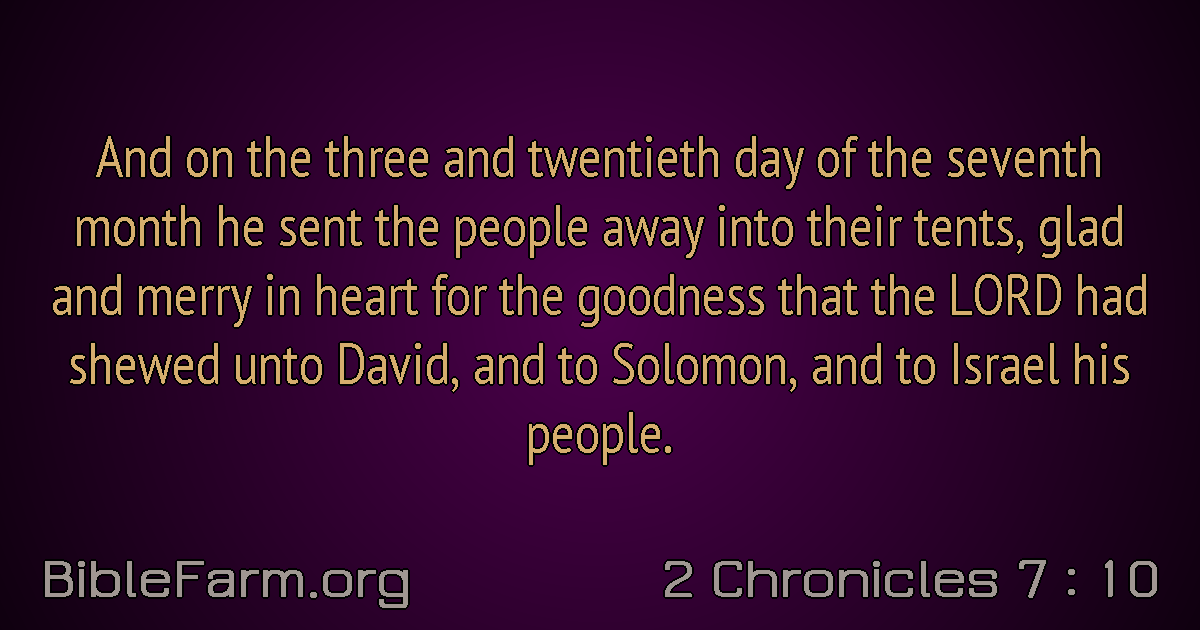 And on the three and twentieth day of the seventh
month he sent the people away into their tents, glad
and merry in heart for the goodness that the LORD had
shewed unto David, and to Solomon, and to Israel his
people.
BibleFarm.org
2 Chronicles 7 : 10